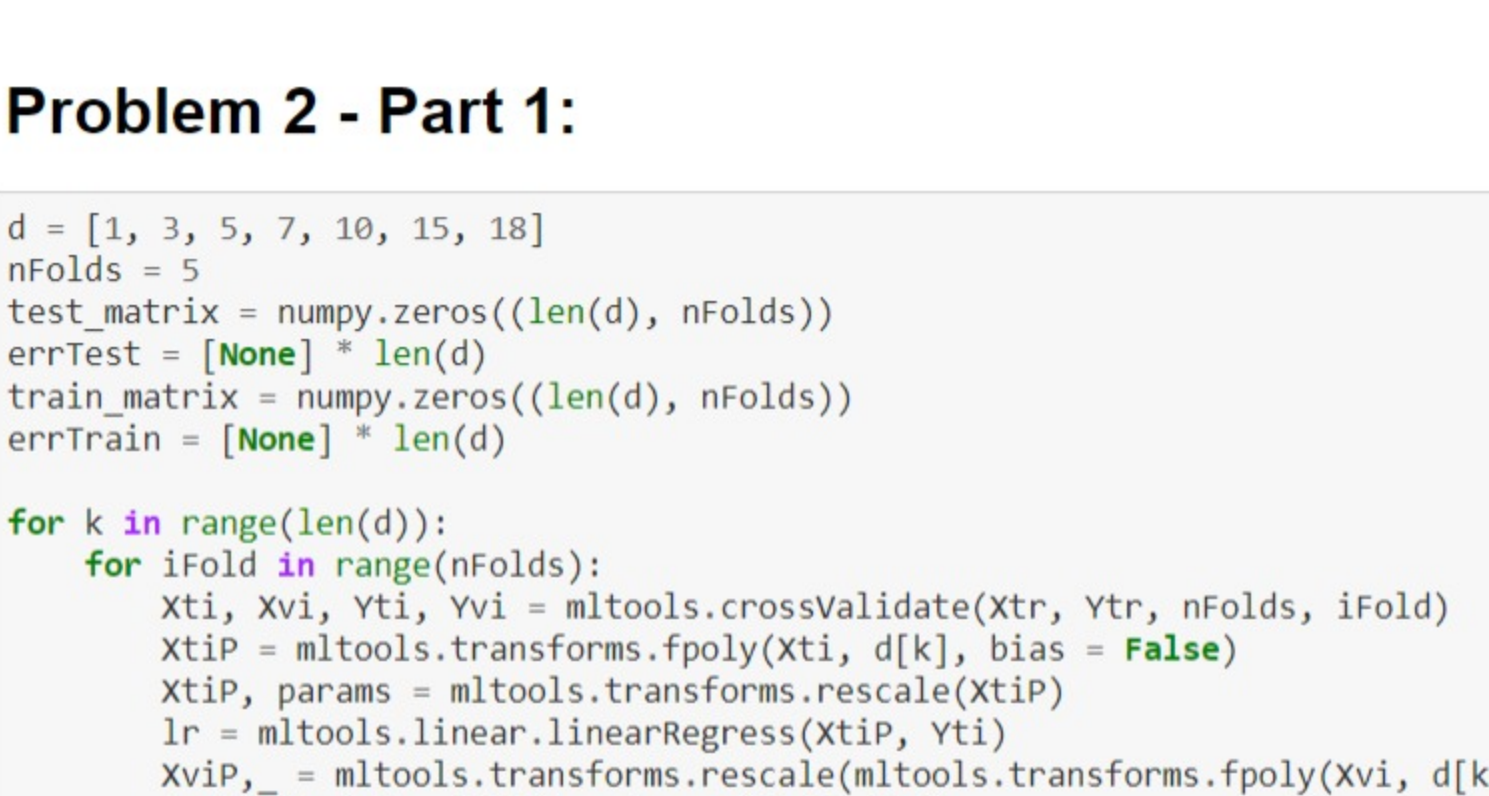 Problem 2 - Part 1:
d = [1, 3, 5, 7, 10, 15, 18]
nFolds = 5
test_matrix = numpy.zeros((len(d), nFolds))
errTest = [None] * len(d)
train_matrix = numpy.zeros((len(d), nFolds))
errTrain = [None] * len(d)
for k in range(len(d)):
    for iFold in range(nFolds):
        Xti, Xvi, Yti, Yvi = mltools.crossValidate(Xtr, Ytr, nFolds, iFold)
        XtiP = mltools.transforms.fpoly(Xti, d[k], bias = False)
        XtiP, params = mltools.transforms.rescale(XtiP)
        lr = mltools.linear.linearRegress(XtiP, Yti)
        XviP,_ = mltools.transforms.rescale(mltools.transforms.fpoly(Xvi, d[k